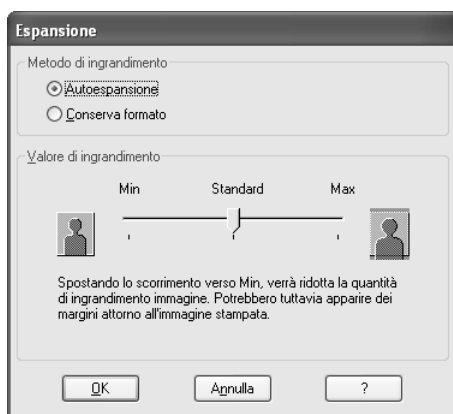 Espansione
Metodo di ingrandimento
Autoespansione
Conserva formato
Valore di ingrandimento
Min Standard Max
Spostando lo scorrimento verso Min, verrà ridotta la quantità
di ingrandimento immagine. Potrebbero tuttavia apparire dei
margini attorno all'immagine stampata.
OK Annulla ?